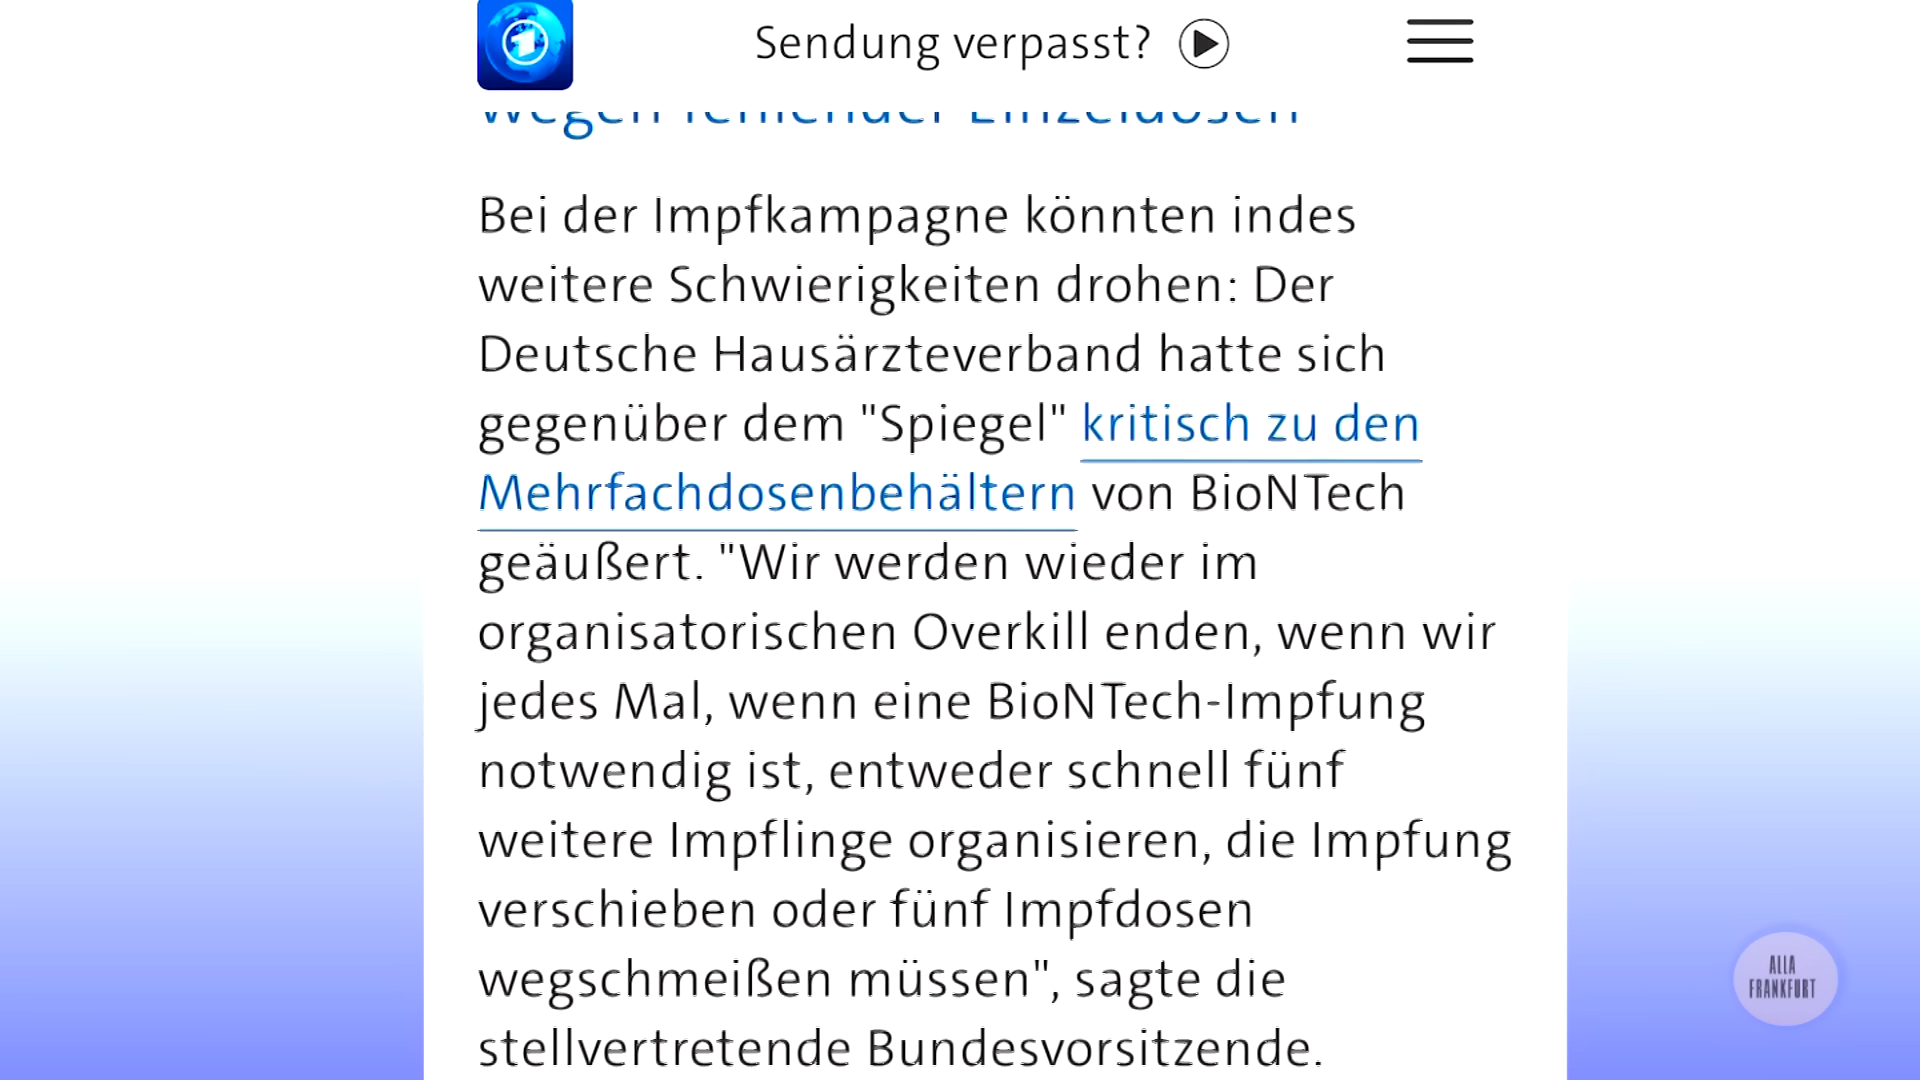 Sendung verpasst?
Wegen fehlender Einzeldosen
Bei der Impfkampagne könnten indes
weitere Schwierigkeiten drohen: Der
Deutsche Hausärzteverband hatte sich
gegenüber dem "Spiegel" kritisch zu den
Mehrfachdosenbehältern von BioNTech
geäußert. "Wir werden wieder im
organisatorischen Overkill enden, wenn wir
jedes Mal, wenn eine BioNTech-Impfung
notwendig ist, entweder schnell fünf
weitere Impflinge organisieren, die Impfung
verschieben oder fünf Impfdosen
wegschmeißen müssen", sagte die
stellvertretende Bundesvorsitzende.
ALLA
FRANKFURT